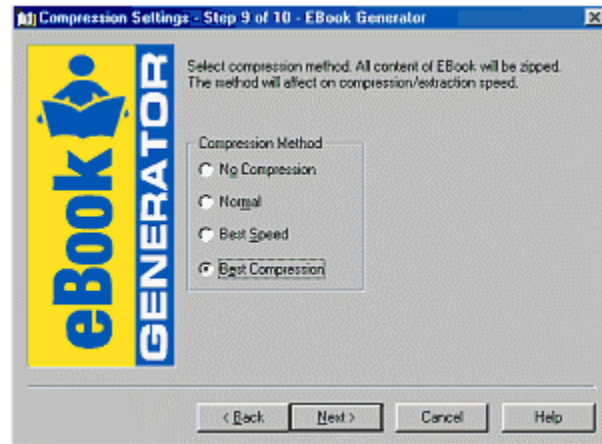 Compression Settings - Step 9 of 10 - EBook Generator
eBook
GENERATOR
Select compression method. All content of EBook will be zipped.
The method will affect on compression/extraction speed.
Compression Method
No Compression
Normal
Best Speed
Best Compression
< Back
Next >
Cancel
Help